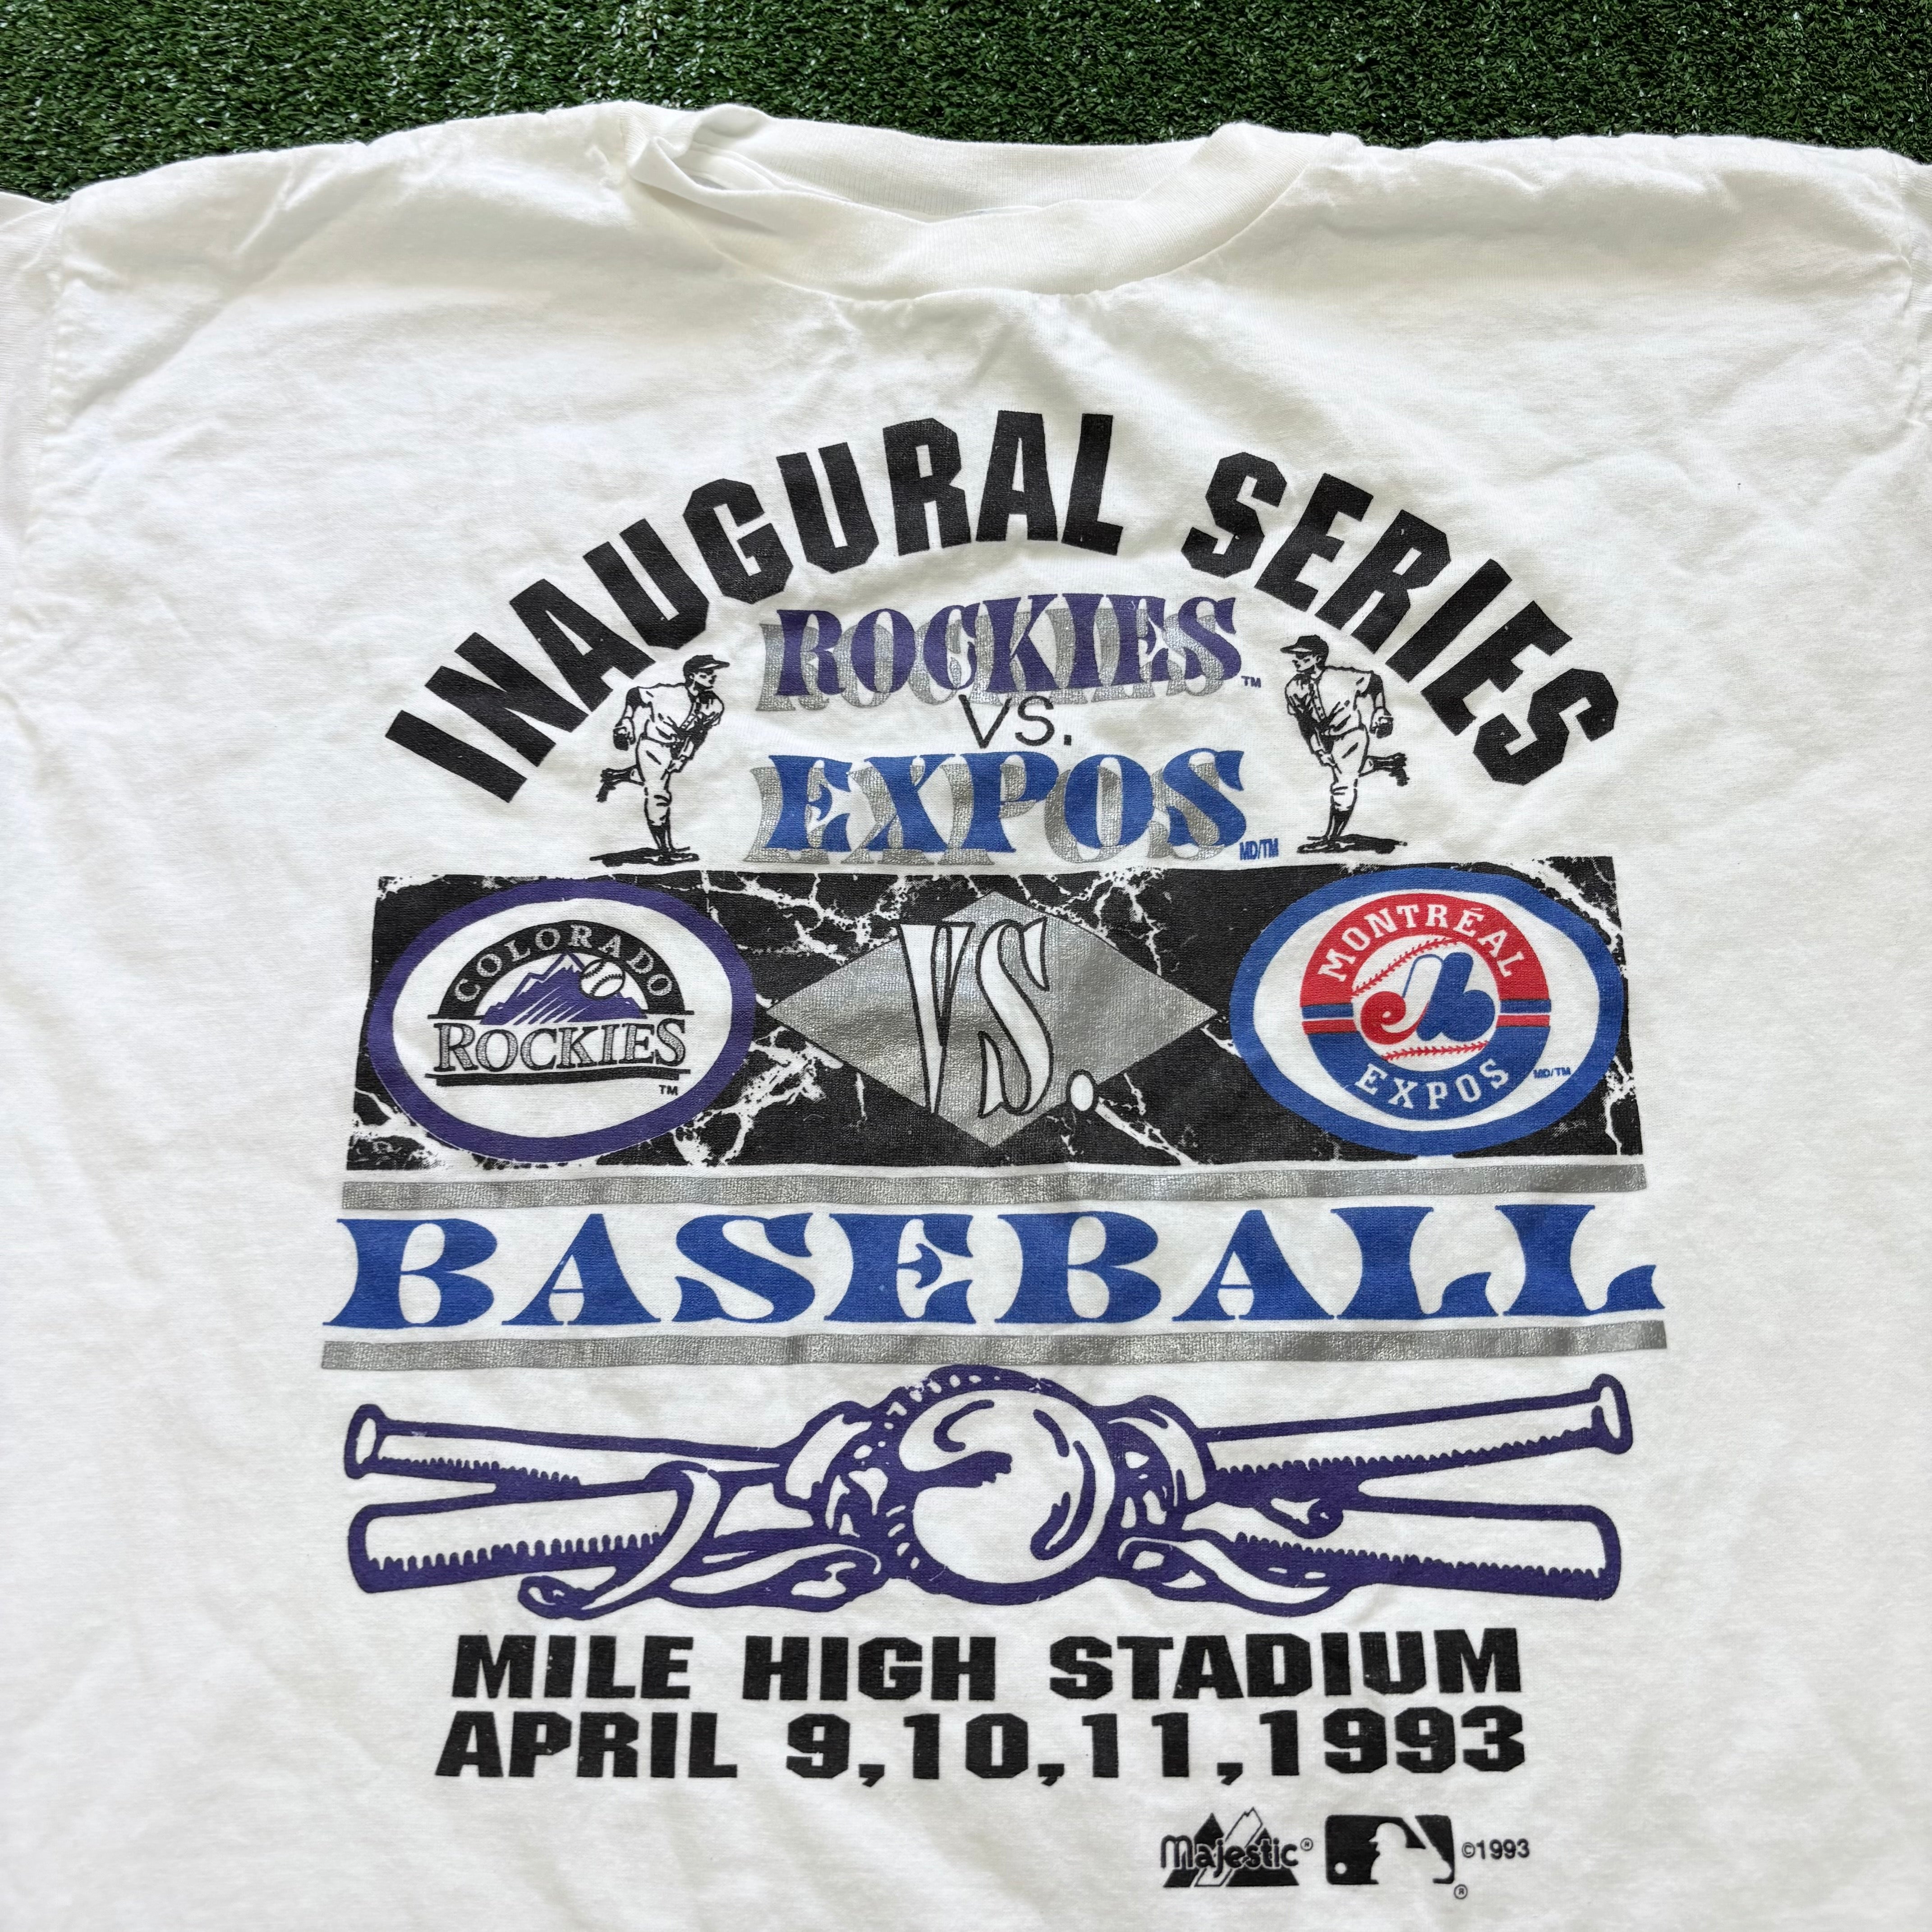 INAUGURAL SERIES
ROCKIES TM
VS.
EXPOS MD/TM
COLORADO
ROCKIES
TM
VS.
MONTRÉAL
EXPOS
MD/TM
BASEBALL
MILE HIGH STADIUM
APRIL 9,10,11,1993
Majestic® ®©1993